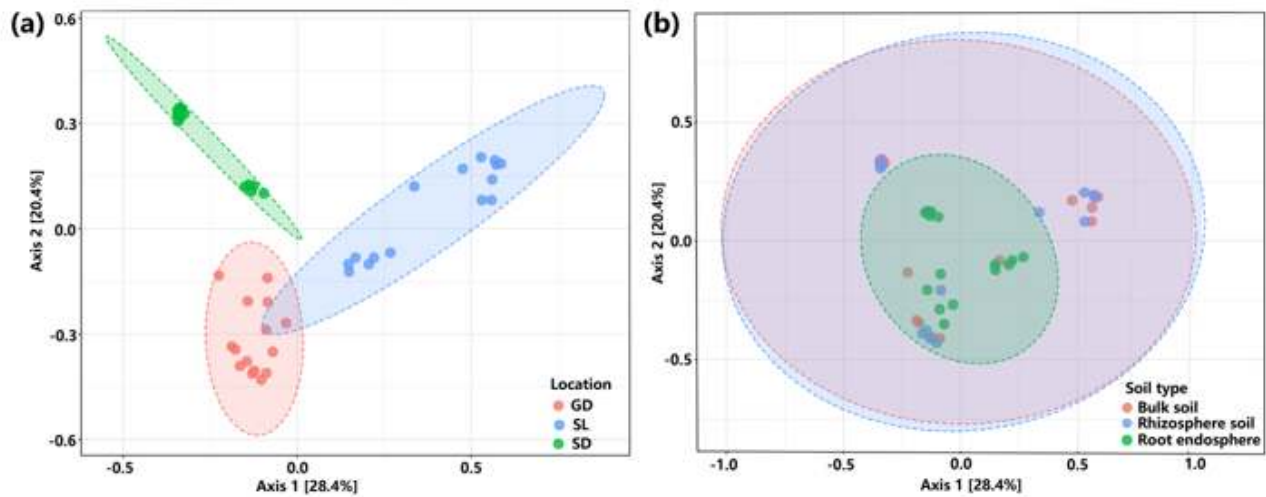 (a)
0.6
0.3
0.0
-0.3
-0.6
Axis 2 [20.4%]
-0.5
0.0
0.5
Axis 1 [28.4%]
Location
GD
SL
SD
(b)
0.5
0.0
-0.5
Axis 2 [20.4%]
-1.0
-0.5
0.0
0.5
1.0
Axis 1 [28.4%]
Soil type
Bulk soil
Rhizosphere soil
Root endosphere